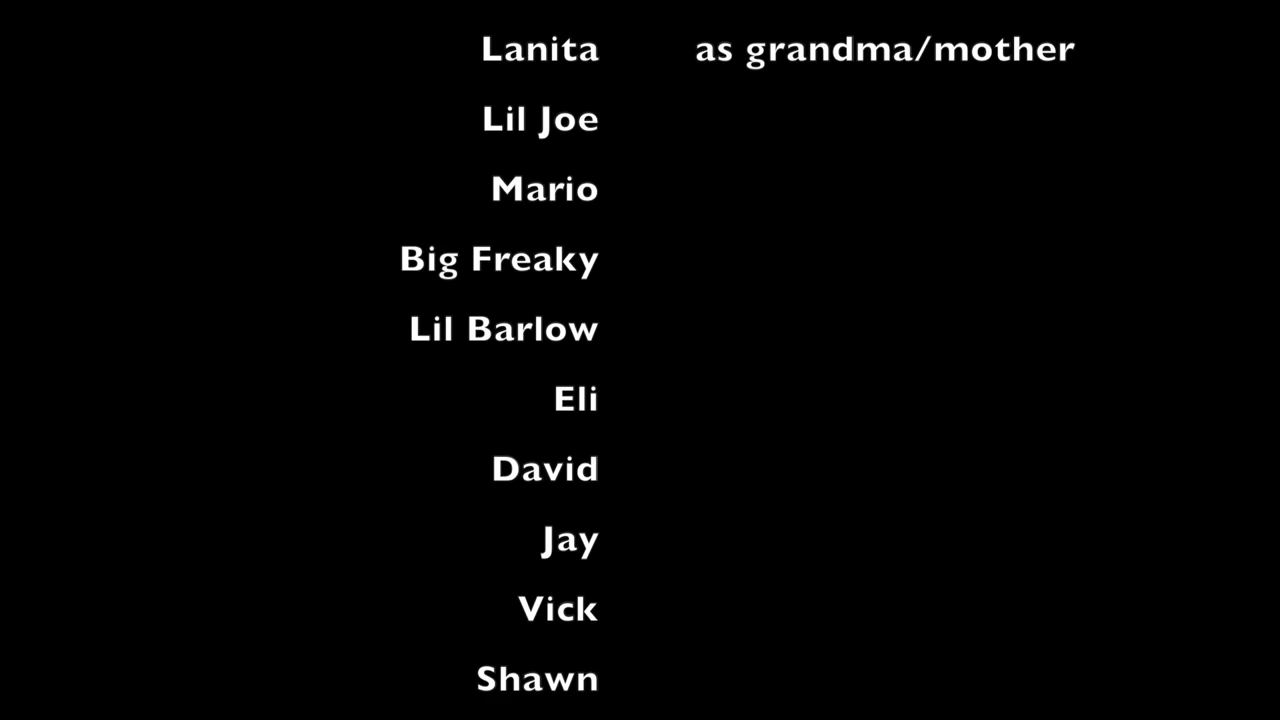 Lanita as grandma/mother
Lil Joe
Mario
Big Freaky
Lil Barlow
Eli
David
Jay
Vick
Shawn